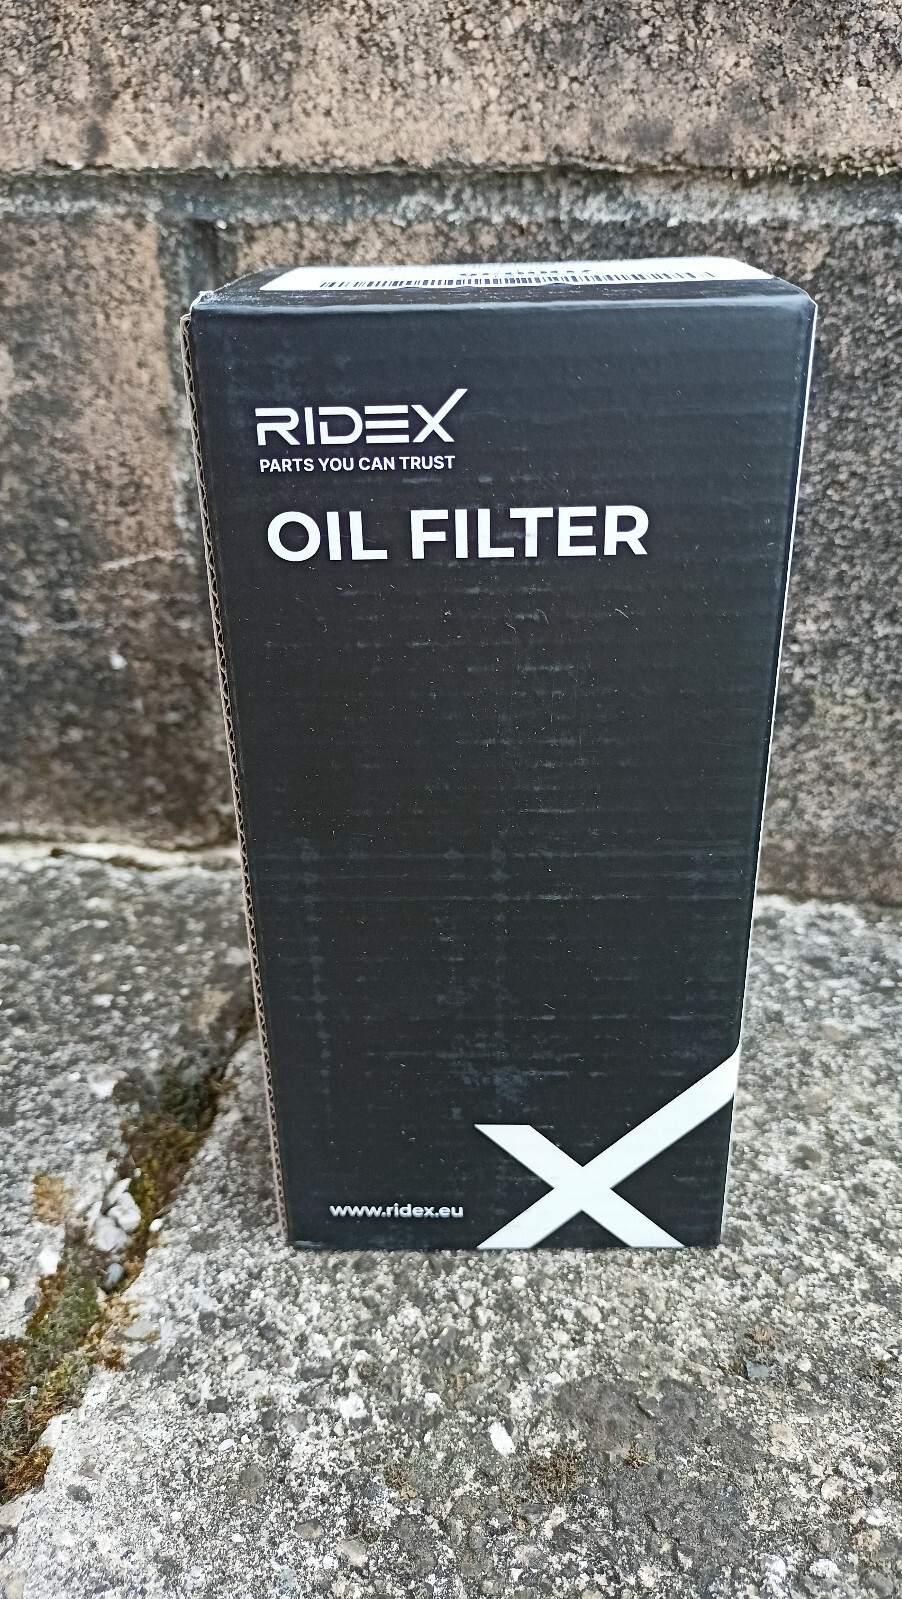 RIDEX
PARTS YOU CAN TRUST
OIL FILTER
www.ridex.eu